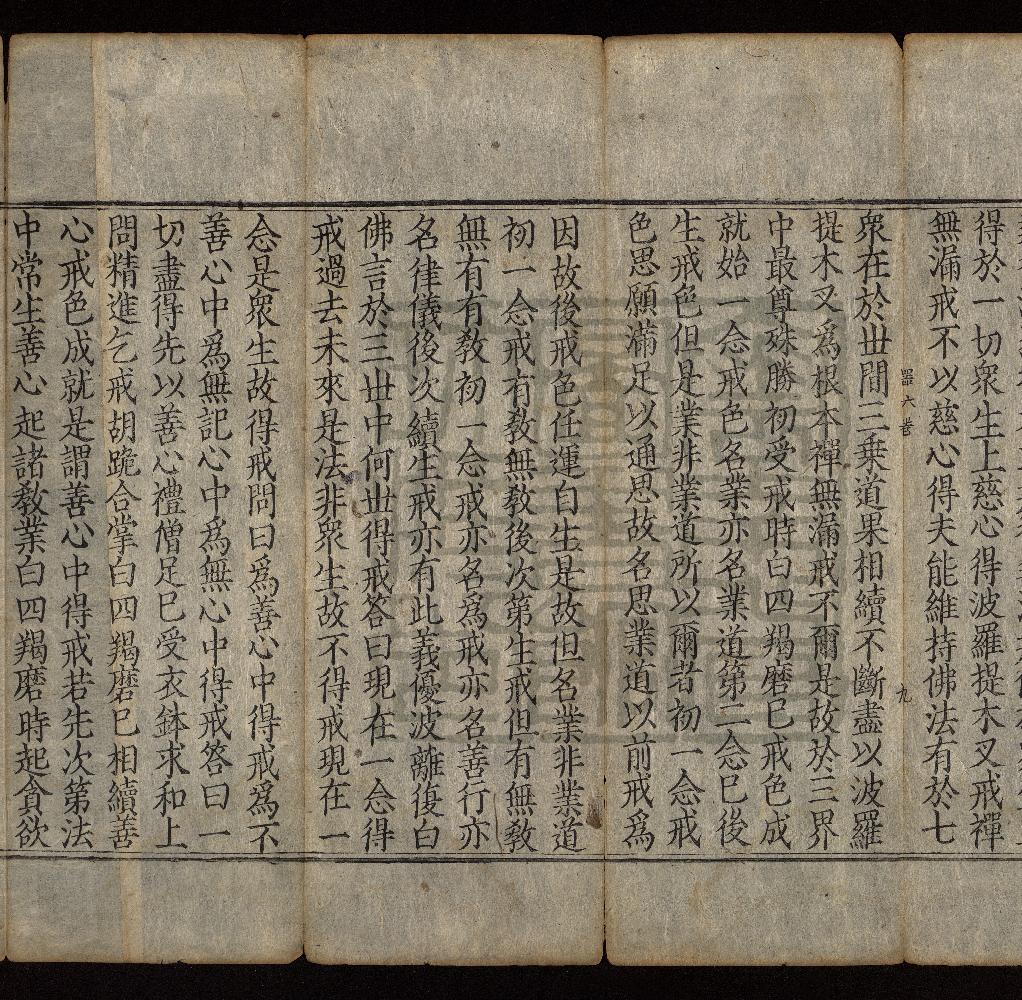 得於一切衆生上慈心得波羅提木叉戒禪
無漏戒不以慈心得夫能維持佛法有於七
器六卷 九
衆在於世間三乗道果相續不斷盡以波羅
提木叉爲根本禪無漏戒不爾是故於三界
中最尊殊勝初受戒時白四羯磨已戒色成
就始一念戒色名業亦名業道第二念已後
生戒色但是業非業道所以爾者初一念戒
色思願滿足以通思故名思業道以前戒爲
因故後戒色任運自生是故但名業非業道
初一念戒有教無教後次第生戒但有無教
無有有教初一念戒亦名爲戒亦名善行亦
名律儀後次續生戒亦有此義優波離復白
佛言於三世中何世得戒答曰現在一念得
戒過去未來是法非衆生故不得戒現在一
念是衆生故得戒問曰爲善心中得戒爲不
善心中爲無記心中爲無心中得戒答曰一
切盡得先以善心禮僧足已受衣鉢求和上
問精進乞戒胡跪合掌白四羯磨已相續善
心戒色成就是謂善心中得戒若先次第法
中常生善心起諸教業白四羯磨時起貪欲